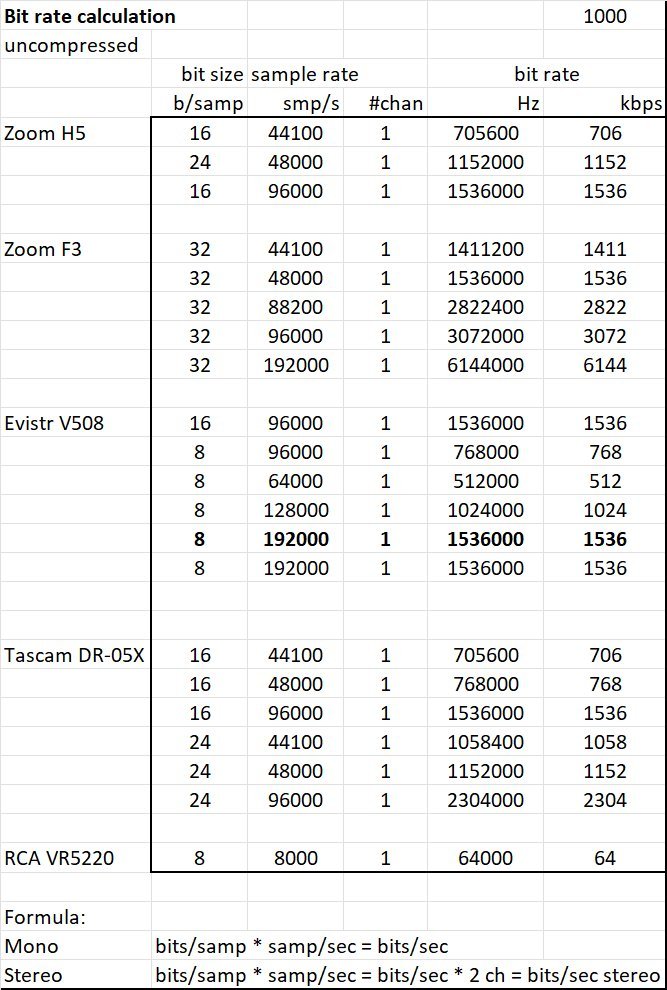 Bit rate calculation 1000
uncompressed
bit size sample rate bit rate
b/samp smp/s #chan Hz kbps
Zoom H5 16 44100 1 705600 706
24 48000 1 1152000 1152
16 96000 1 1536000 1536
Zoom F3 32 44100 1 1411200 1411
32 48000 1 1536000 1536
32 88200 1 2822400 2822
32 96000 1 3072000 3072
32 192000 1 6144000 6144
Evistr V508 16 96000 1 1536000 1536
8 96000 1 768000 768
8 64000 1 512000 512
8 128000 1 1024000 1024
8 192000 1 1536000 1536
8 192000 1 1536000 1536
Tascam DR-05X 16 44100 1 705600 706
16 48000 1 768000 768
16 96000 1 1536000 1536
24 44100 1 1058400 1058
24 48000 1 1152000 1152
24 96000 1 2304000 2304
RCA VR5220 8 8000 1 64000 64
Formula:
Mono bits/samp * samp/sec = bits/sec
Stereo bits/samp * samp/sec = bits/sec * 2 ch = bits/sec stereo